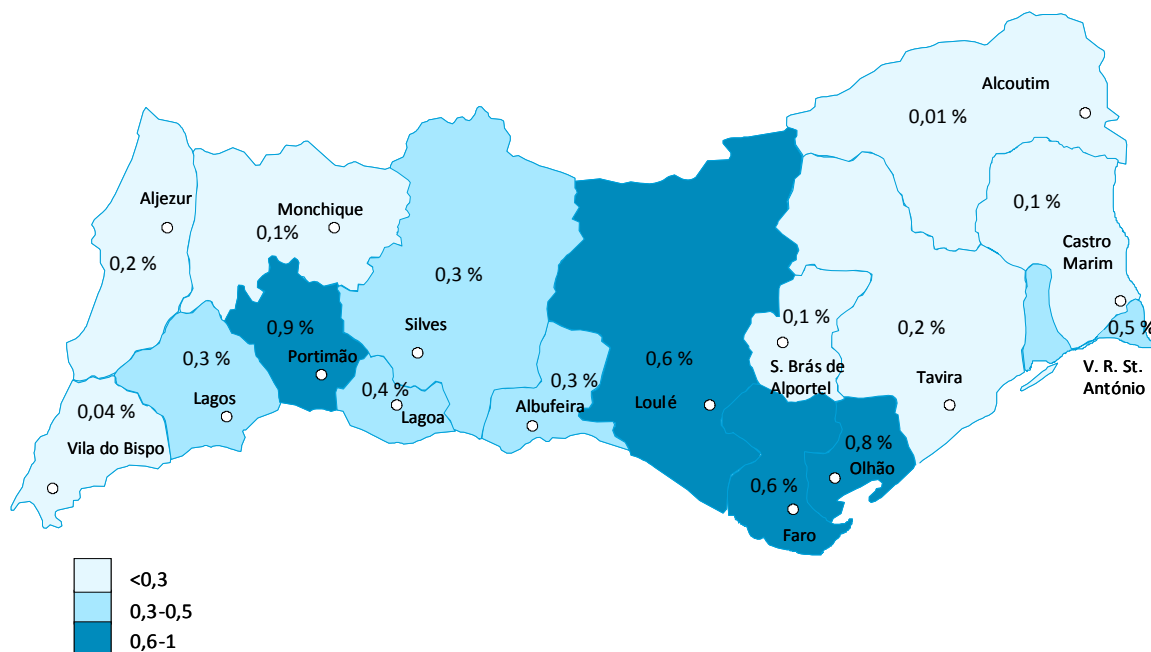 Alcoutim
0,01 %
Aljezur
0,2 %
Monchique
0,1%
0,1 %
Castro
Marim
0,3 %
Silves
0,9 %
Portimão
0,3 %
Lagos
0,4 %
Lagoa
0,3 %
Albufeira
0,6 %
Loulé
0,1 %
S. Brás de
Alportel
0,2 %
Tavira
0,5 %
V. R. St.
António
0,04 %
Vila do Bispo
0,8 %
Olhão
0,6 %
Faro
<0,3
0,3-0,5
0,6-1